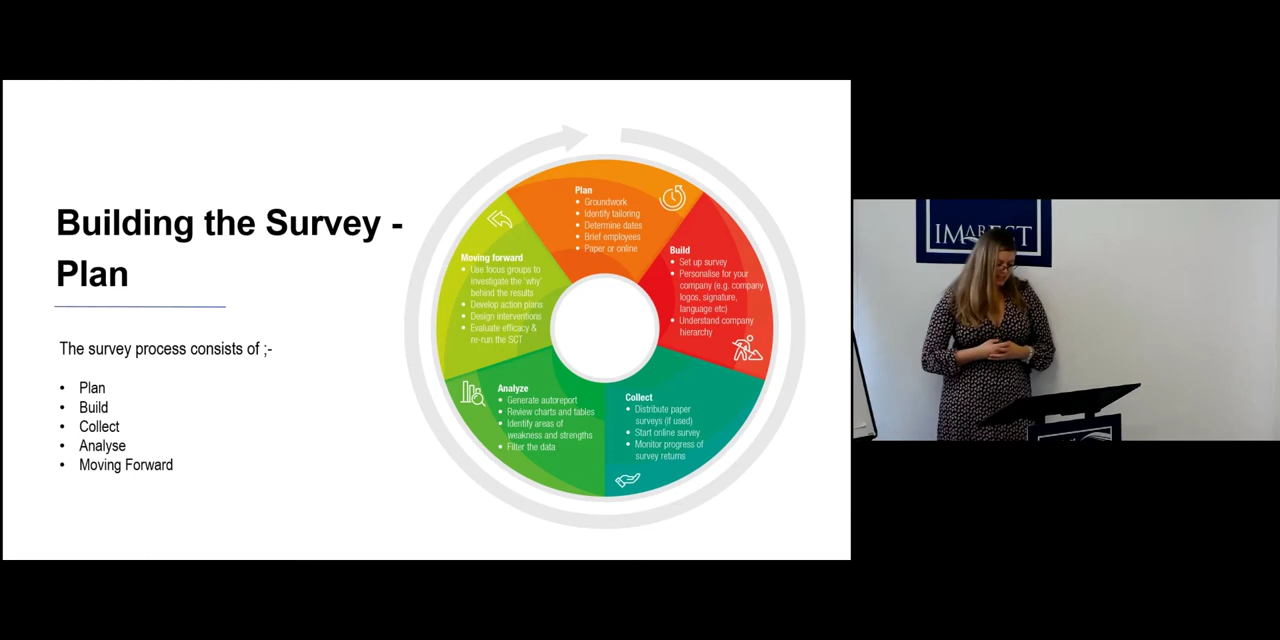 Building the Survey -
Plan
The survey process consists of ;-
• Plan
• Build
• Collect
• Analyse
• Moving Forward
Plan
• Groundwork
• Identify tailoring
• Determine dates
• Brief employees
• Paper or online
Build
• Set up survey
• Personalise for your
company (e.g. company
logos, signature,
language etc)
• Understand company
hierarchy
Collect
• Distribute paper
surveys (if used)
• Start online survey
• Monitor progress of
survey returns
Analyze
• Generate autoreport
• Review charts and tables
• Identify areas of
weakness and strengths
• Filter the data
Moving forward
• Use focus groups to
investigate the 'why'
behind the results
• Develop action plans
• Design interventions
• Evaluate efficacy &
re-run the SCT